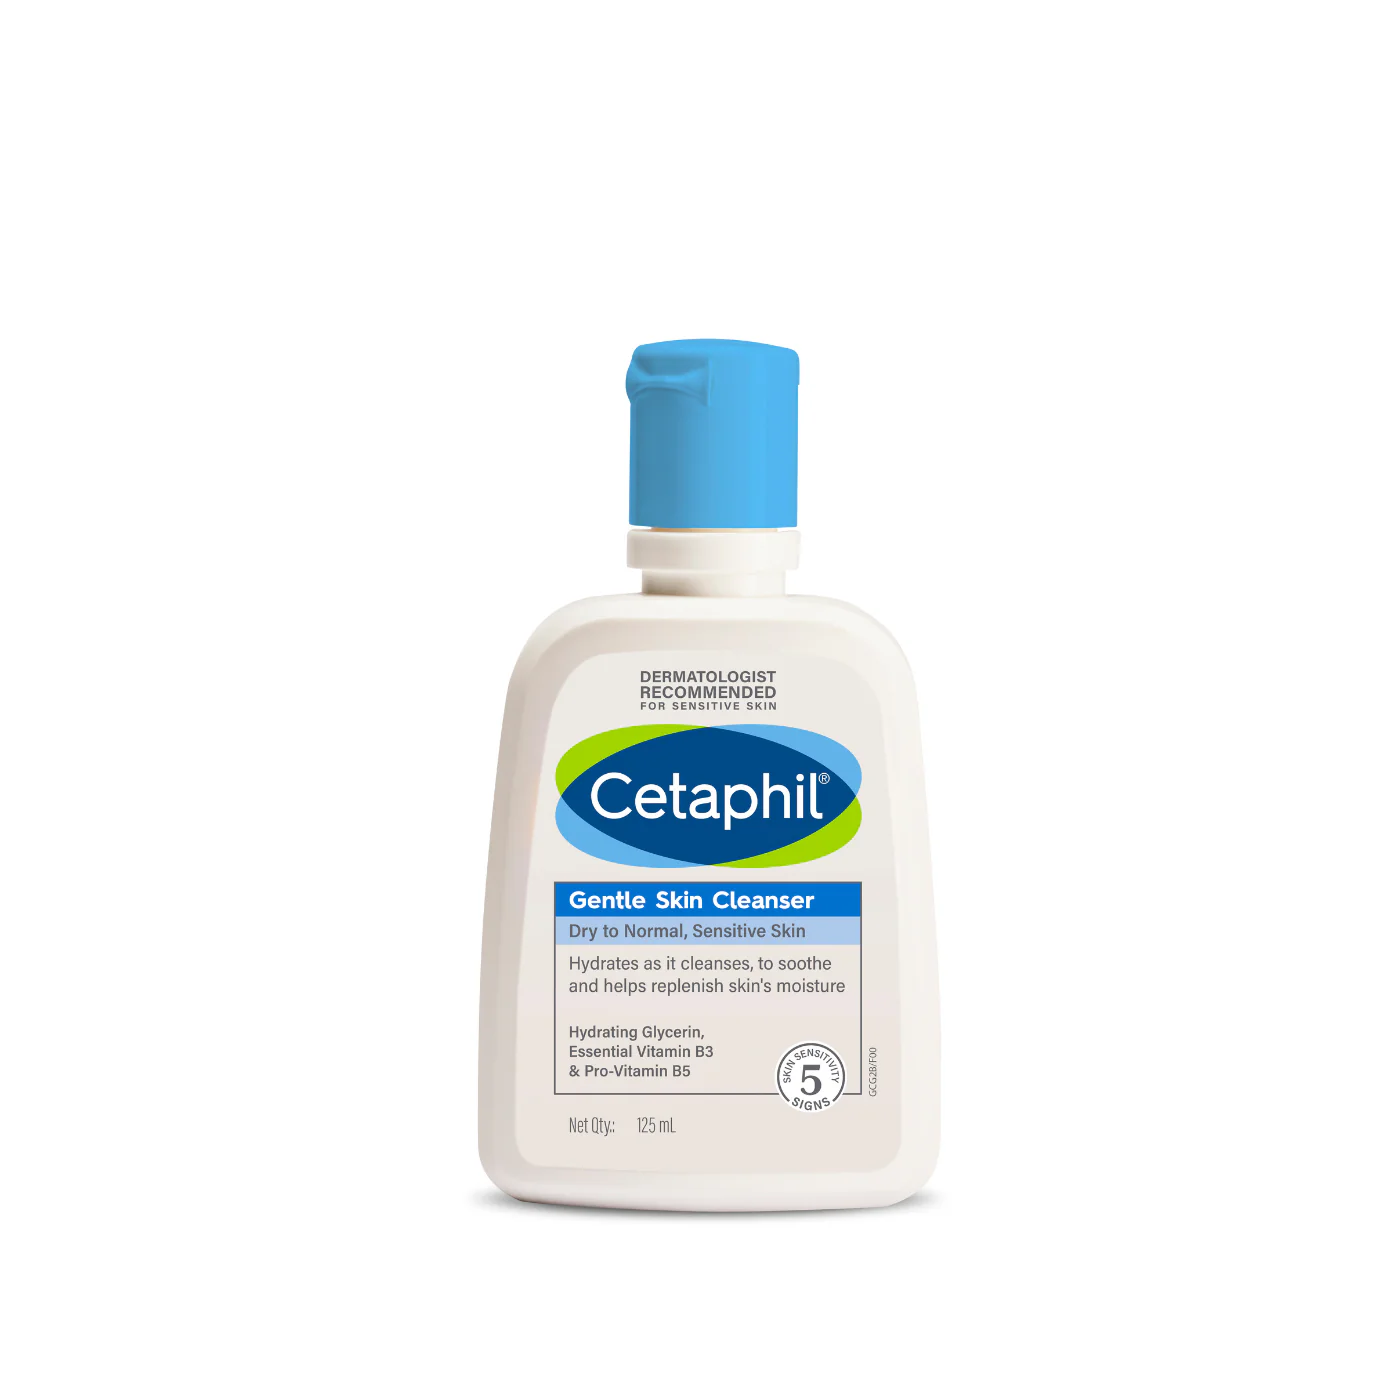 DERMATOLOGIST
RECOMMENDED
FOR SENSITIVE SKIN
Cetaphil®
Gentle Skin Cleanser
Dry to Normal, Sensitive Skin
Hydrates as it cleanses, to soothe
and helps replenish skin's moisture
Hydrating Glycerin,
Essential Vitamin B3
& Pro-Vitamin B5
SKIN SENSITIVITY
5
SIGNS
GCG2B/F00
Net Qty.: 125 mL